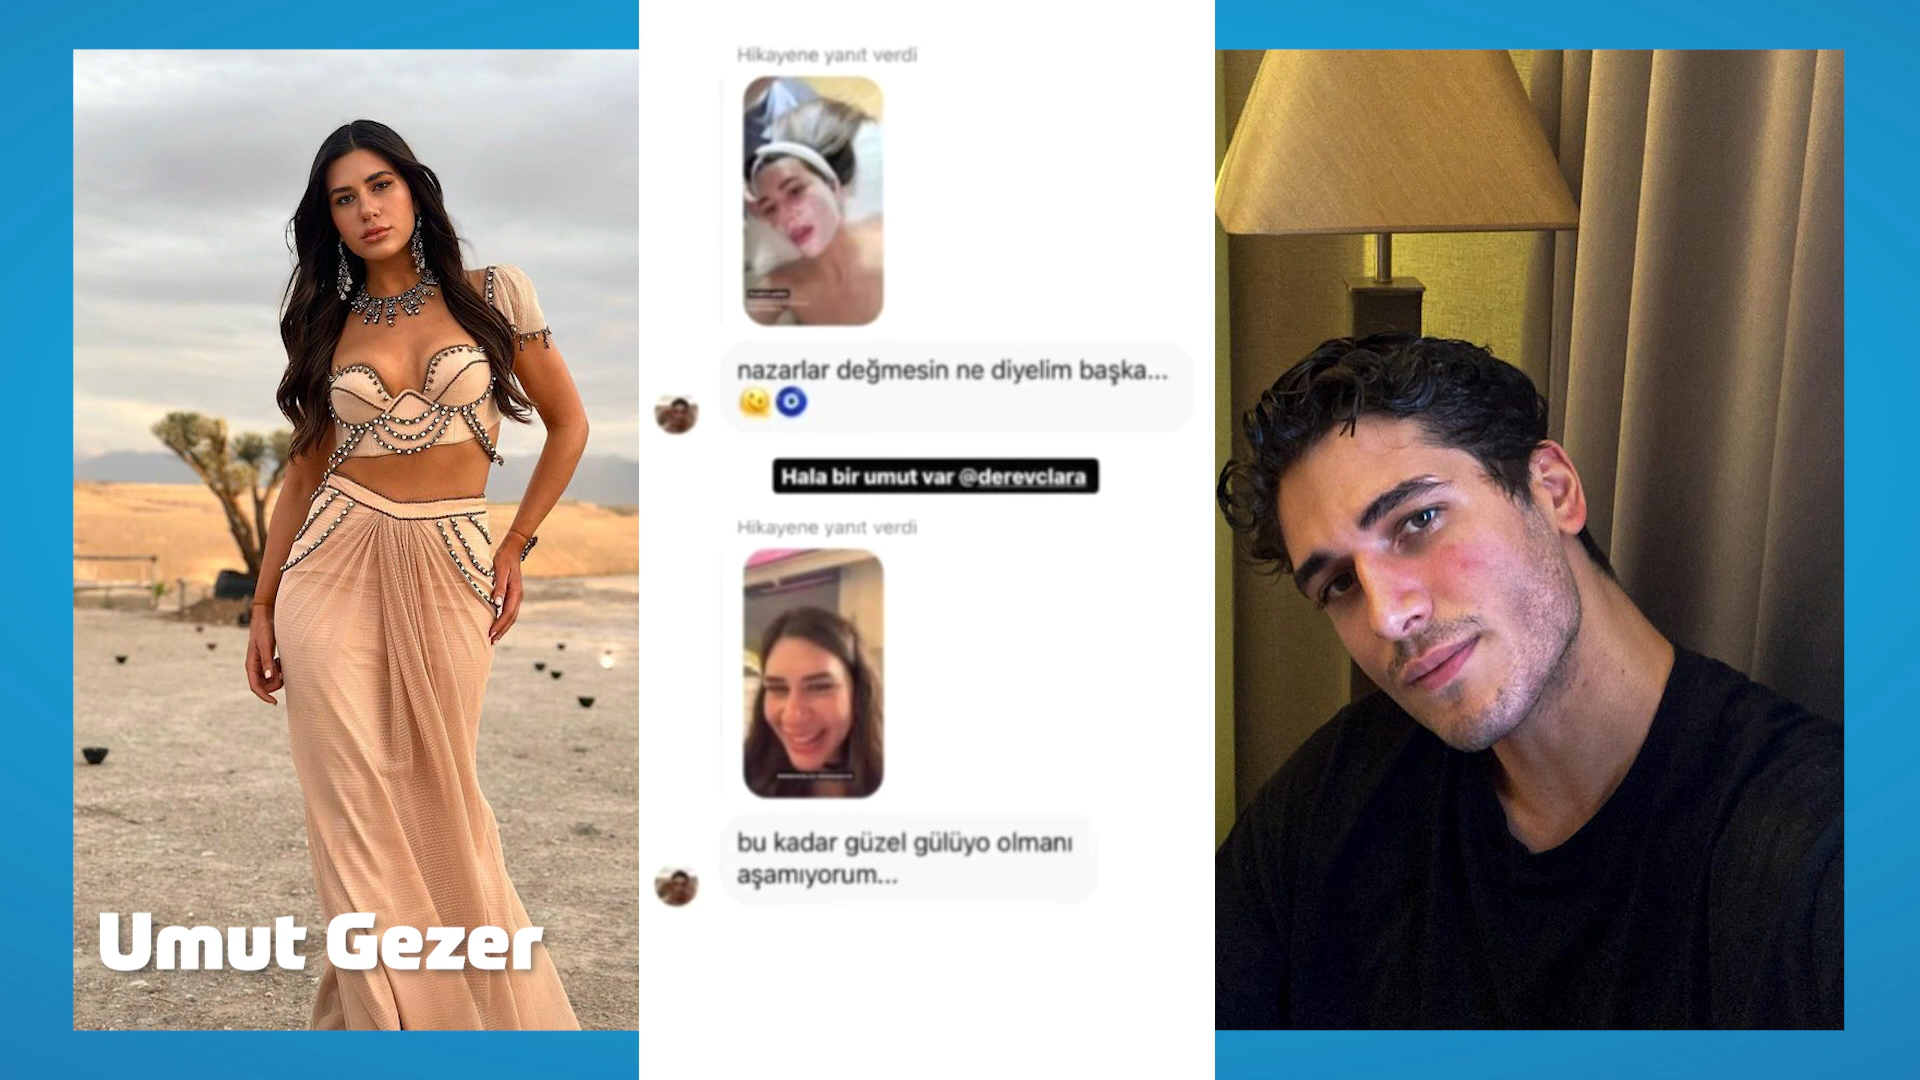 Hikayene yanıt verdi
nazarlar değmesin ne diyelim başka...
Hala bir umut var @derevclara
Hikayene yanıt verdi
bu kadar güzel gülüyo olmanı
aşamıyorum...
Umut Gezer